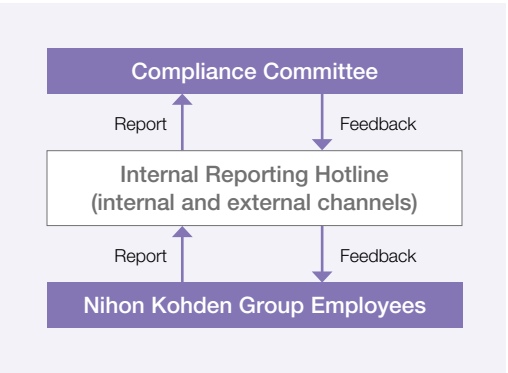 Compliance Committee
Report
Feedback
Internal Reporting Hotline
(internal and external channels)
Report
Feedback
Nihon Kohden Group Employees